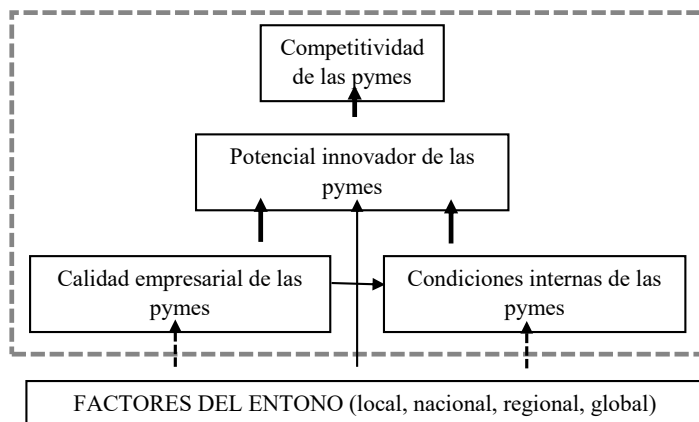 Competitividad
de las pymes
Potencial innovador de las
pymes
Calidad empresarial de las
pymes
Condiciones internas de las
pymes
FACTORES DEL ENTONO (local, nacional, regional, global)